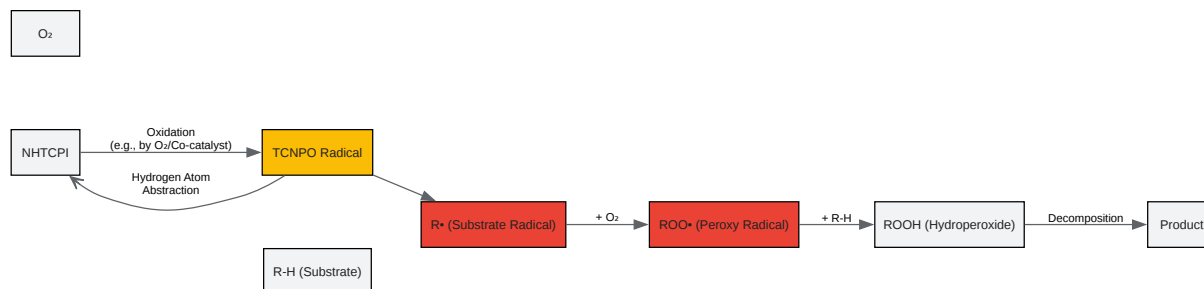 O₂
NHTCPI
Oxidation
(e.g., by O₂/Co-catalyst)
TCNPO Radical
Hydrogen Atom
Abstraction
R• (Substrate Radical)
+ O₂
ROO• (Peroxy Radical)
+ R-H
ROOH (Hydroperoxide)
Decomposition
Product
R-H (Substrate)